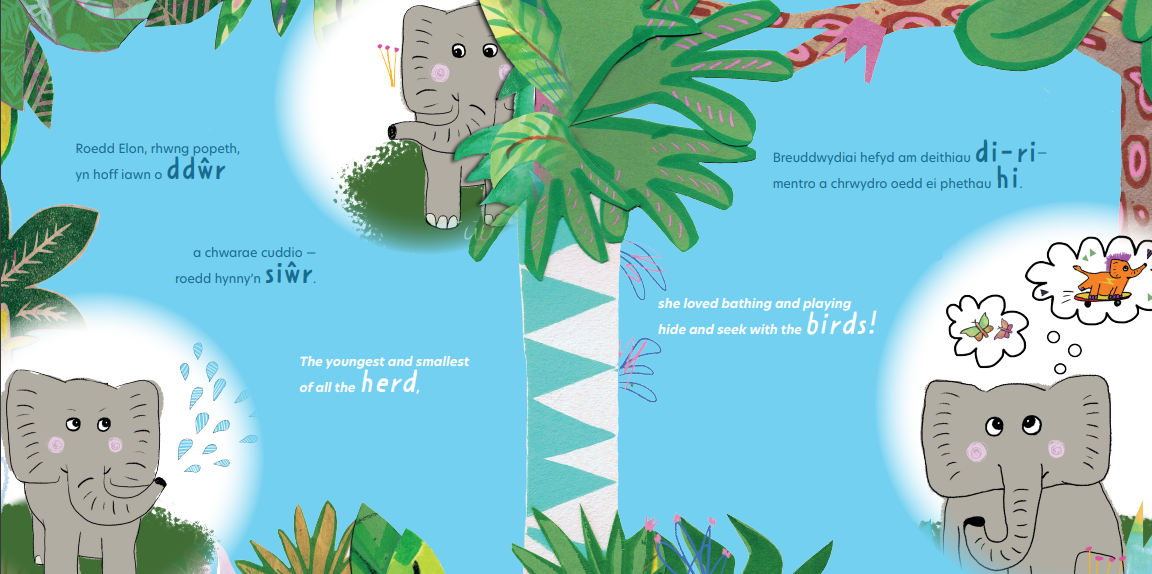 Roedd Elon, rhwng popeth,
yn hoff iawn o ddŵr
a chwarae cuddio –
roedd hynny’n siŵr.
The youngest and smallest
of all the herd,
she loved bathing and playing
hide and seek with the birds!
Breuddwydiai hefyd am deithiau di-ri–
mentro a chrwydro oedd ei phethau hi.